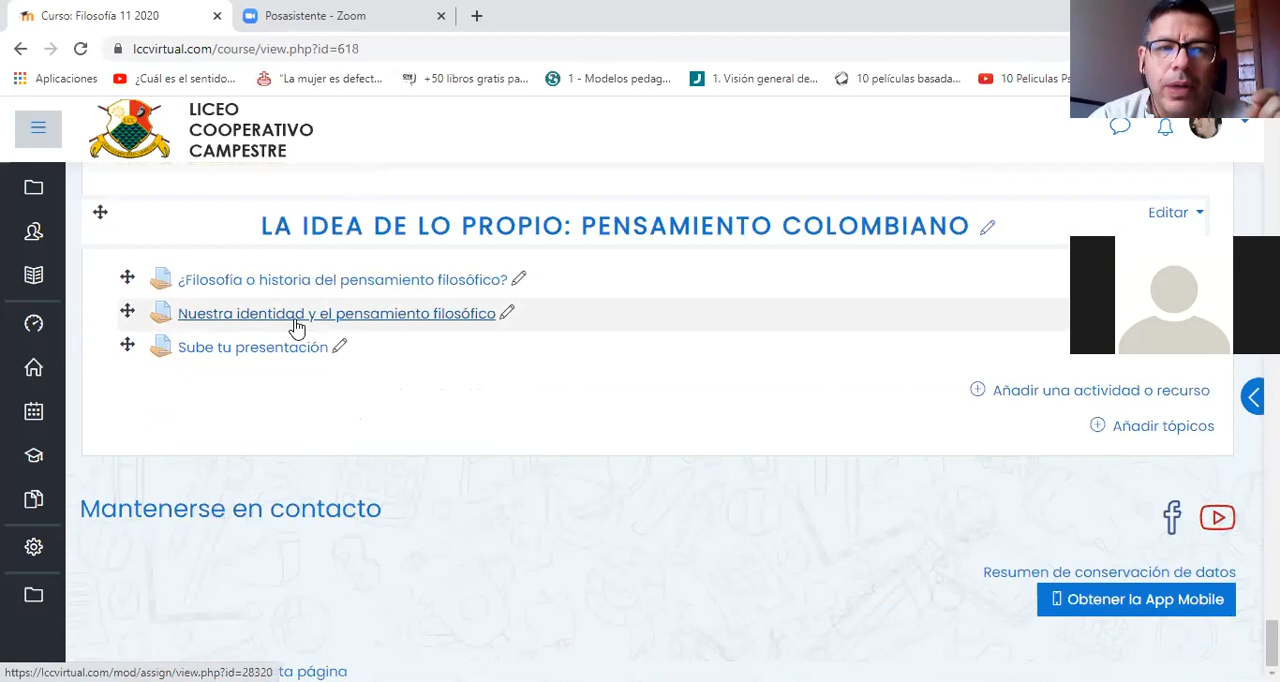 Curso: Filosofía 11 2020
Posasistente - Zoom
lccvirtual.com/course/view.php?id=618
Aplicaciones
¿Cuál es el sentido...
"La mujer es defect...
+50 libros gratis pa...
1 - Modelos pedag...
1. Visión general de...
10 películas basada...
10 Peliculas Ps
LICEO
COOPERATIVO
CAMPESTRE
LA IDEA DE LO PROPIO: PENSAMIENTO COLOMBIANO
Editar
¿Filosofía o historia del pensamiento filosófico?
Nuestra identidad y el pensamiento filosófico
Sube tu presentación
Añadir una actividad o recurso
Añadir tópicos
Mantenerse en contacto
Resumen de conservación de datos
Obtener la App Mobile
https://lccvirtual.com/mod/assign/view.php?id=28320
ta página